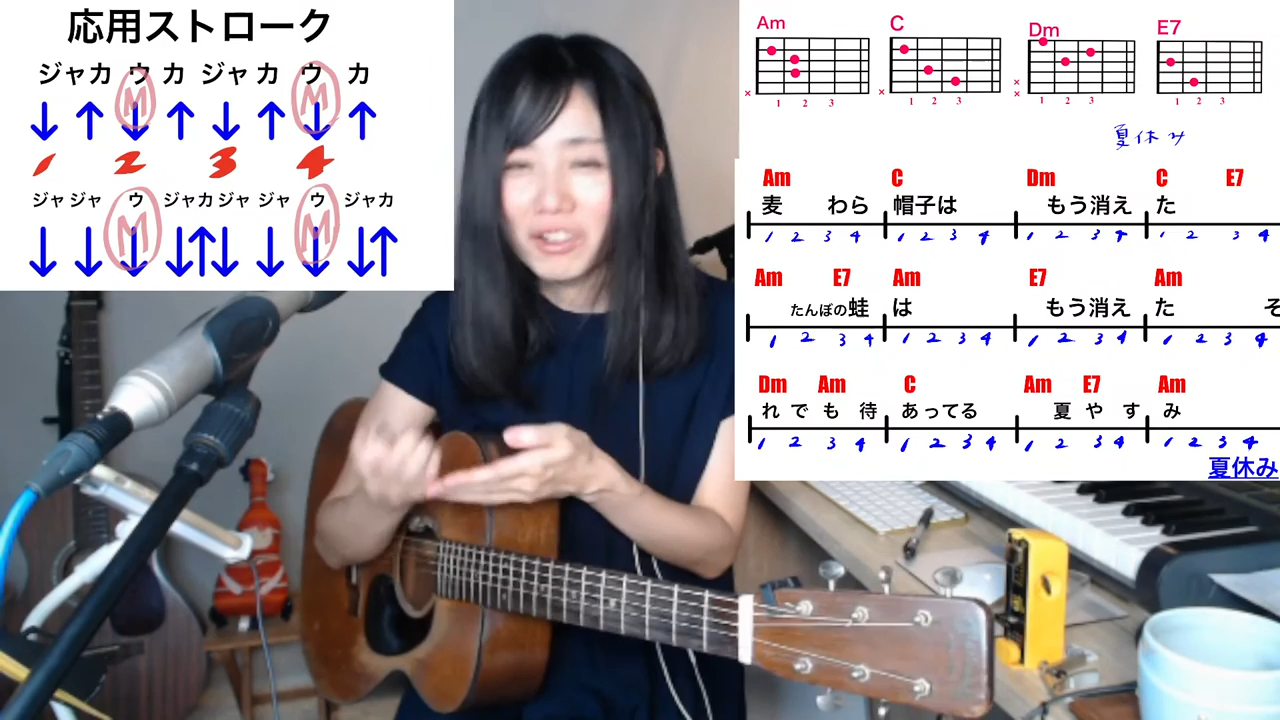 応用ストローク
ジャカ ウ カ ジャカ ウ カ
M M
1 2 3 4
ジャジャ ウ ジャカジャ ジャ ウ ジャカ
M M
Am C Dm E7
× × × ×
1 2 3 1 2 3 1 2 3 1 2 3
夏休み
Am C Dm C E7
麦 わら 帽子は もう消え た
1 2 3 4 1 2 3 4 1 2 3 4 1 2 3 4
Am E7 Am E7 Am
たんぼの蛙 は もう消え た そ
1 2 3 4 1 2 3 4 1 2 3 4 1 2 3 4
Dm Am C Am E7 Am
れ で も 待 あってる 夏 や す み
1 2 3 4 1 2 3 4 1 2 3 4 1 2 3 4
夏休み